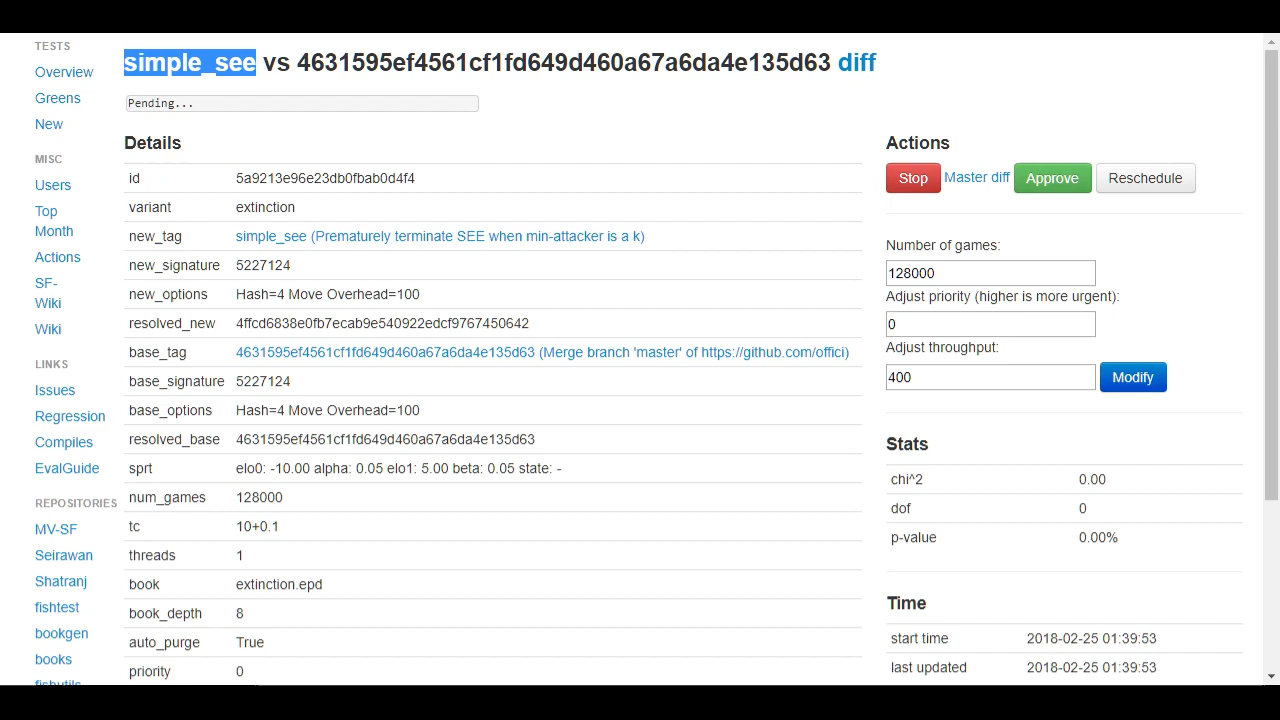 TESTS
Overview
Greens
New
MISC
Users
Top
Month
Actions
SF-
Wiki
Wiki
LINKS
Issues
Regression
Compiles
EvalGuide
REPOSITORIES
MV-SF
Seirawan
Shatranj
fishtest
bookgen
books
fishutils
simple_see vs 4631595ef4561cf1fd649d460a67a6da4e135d63 diff
Pending...
Details
id 5a9213e96e23db0fbab0d4f4
variant extinction
new_tag simple_see (Prematurely terminate SEE when min-attacker is a k)
new_signature 5227124
new_options Hash=4 Move Overhead=100
resolved_new 4ffcd6838e0fb7ecab9e540922edcf9767450642
base_tag 4631595ef4561cf1fd649d460a67a6da4e135d63 (Merge branch 'master' of https://github.com/offici)
base_signature 5227124
base_options Hash=4 Move Overhead=100
resolved_base 4631595ef4561cf1fd649d460a67a6da4e135d63
sprt elo0: -10.00 alpha: 0.05 elo1: 5.00 beta: 0.05 state: -
num_games 128000
tc 10+0.1
threads 1
book extinction.epd
book_depth 8
auto_purge True
priority 0
Actions
Stop Master diff Approve Reschedule
Number of games:
128000
Adjust priority (higher is more urgent):
0
Adjust throughput:
400 Modify
Stats
chi^2 0.00
dof 0
p-value 0.00%
Time
start time 2018-02-25 01:39:53
last updated 2018-02-25 01:39:53